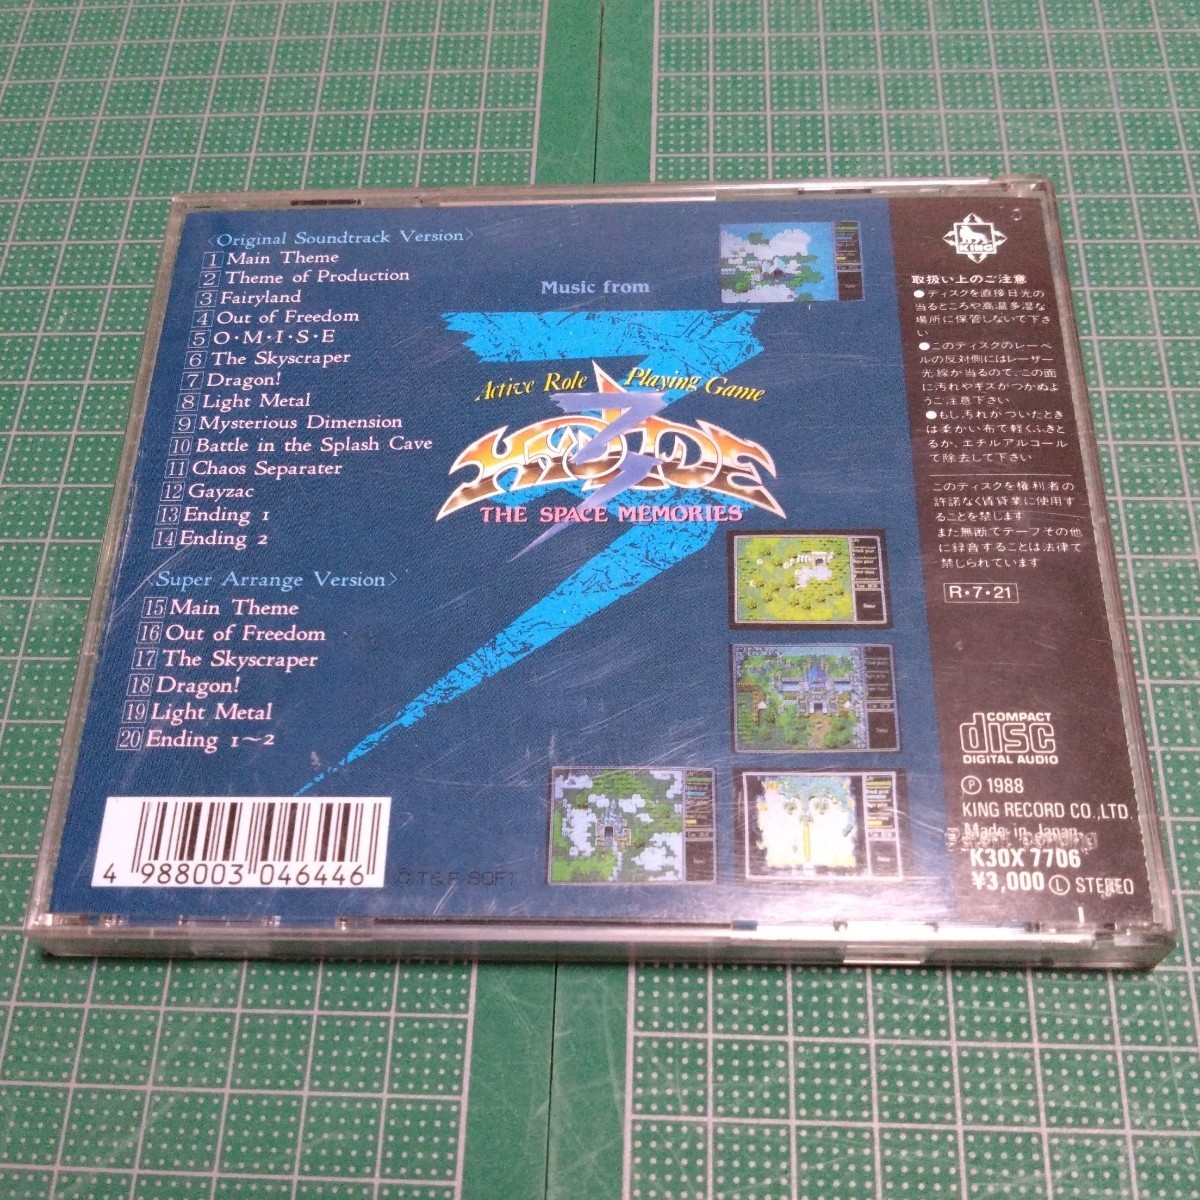 〈Original Soundtrack Version〉
1 Main Theme
2 Theme of Production
3 Fairyland
4 Out of Freedom
5 O・M・I・S・E
6 The Skyscraper
7 Dragon!
8 Light Metal
9 Mysterious Dimension
10 Battle in the Splash Cave
11 Chaos Separater
12 Gayzac
13 Ending 1
14 Ending 2
〈Super Arrange Version〉
15 Main Theme
16 Out of Freedom
17 The Skyscraper
18 Dragon!
19 Light Metal
20 Ending 1~2
4 988003 046446
© T&E SOFT
Music from
Active Role Playing Game
3
HYDLIDE
THE SPACE MEMORIES
KING
取扱い上のご注意
●ディスクを直接日光の
当るところや高温多湿な
場所に保管しないで下さ
い
●このディスクのレーベ
ルの反対側にはレーザー
光線が当るので、この面
に汚れやキズがつかぬよ
うご注意下さい
●もし汚れがついたとき
は柔かい布で軽くふきと
るか、エチルアルコール
で除去して下さい
このディスクを権利者の
許諾なく賃貸業に使用す
ることを禁じます
また無断でテープその他
に録音することは法律で
禁じられています
R・7・21
COMPACT
disc
DIGITAL AUDIO
Ⓟ 1988
KING RECORD CO.,LTD.
Made in Japan
Patent pending
K30X 7706
¥3,000 Ⓛ STEREO